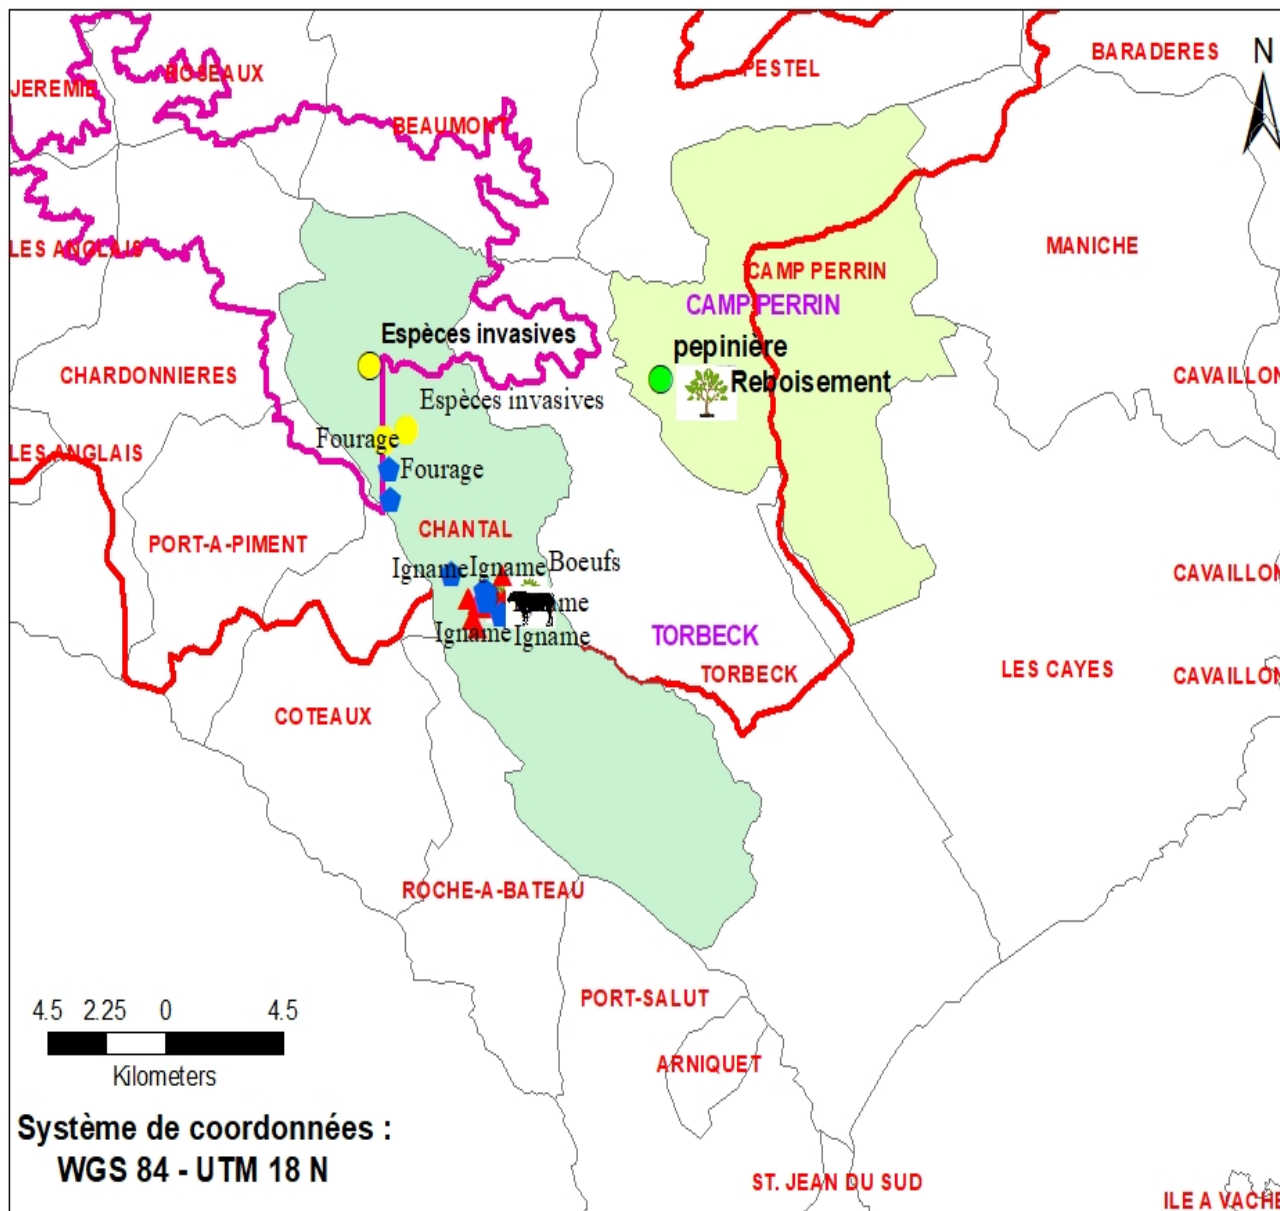 BARADERES
N
PESTEL
ROSEAUX
JEREMIE
BEAUMONT
LES ANGLAIS
MANICHE
CAMP PERRIN
CAMP PERRIN
Espèces invasives
pepinière
CHARDONNIERES
CAVAILLON
Reboisement
Espèces invasives
Fourage
LES ANGLAIS
Fourage
CHANTAL
PORT-A-PIMENT
Igname
Igname
Boeufs
CAVAILLON
Igname
Igname
TORBECK
TORBECK
LES CAYES
CAVAILLON
COTEAUX
ROCHE-A-BATEAU
PORT-SALUT
4.5 2.25 0 4.5
Kilometers
ARNIQUET
Système de coordonnées :
WGS 84 - UTM 18 N
ST. JEAN DU SUD
ILE A VACHE